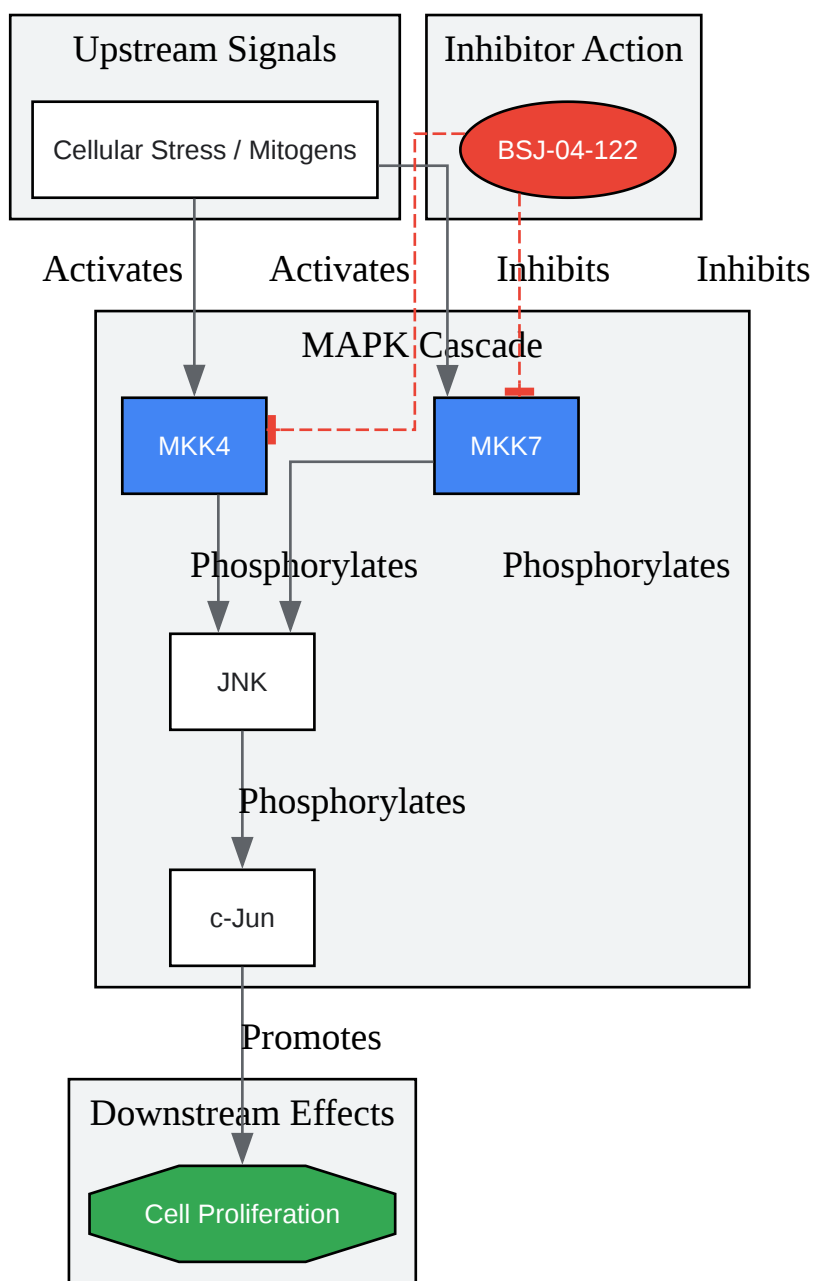 Upstream Signals
Inhibitor Action
Cellular Stress / Mitogens
BSJ-04-122
Activates
Activates
Inhibits
Inhibits
MAPK Cascade
MKK4
MKK7
Phosphorylates
Phosphorylates
JNK
Phosphorylates
c-Jun
Promotes
Downstream Effects
Cell Proliferation